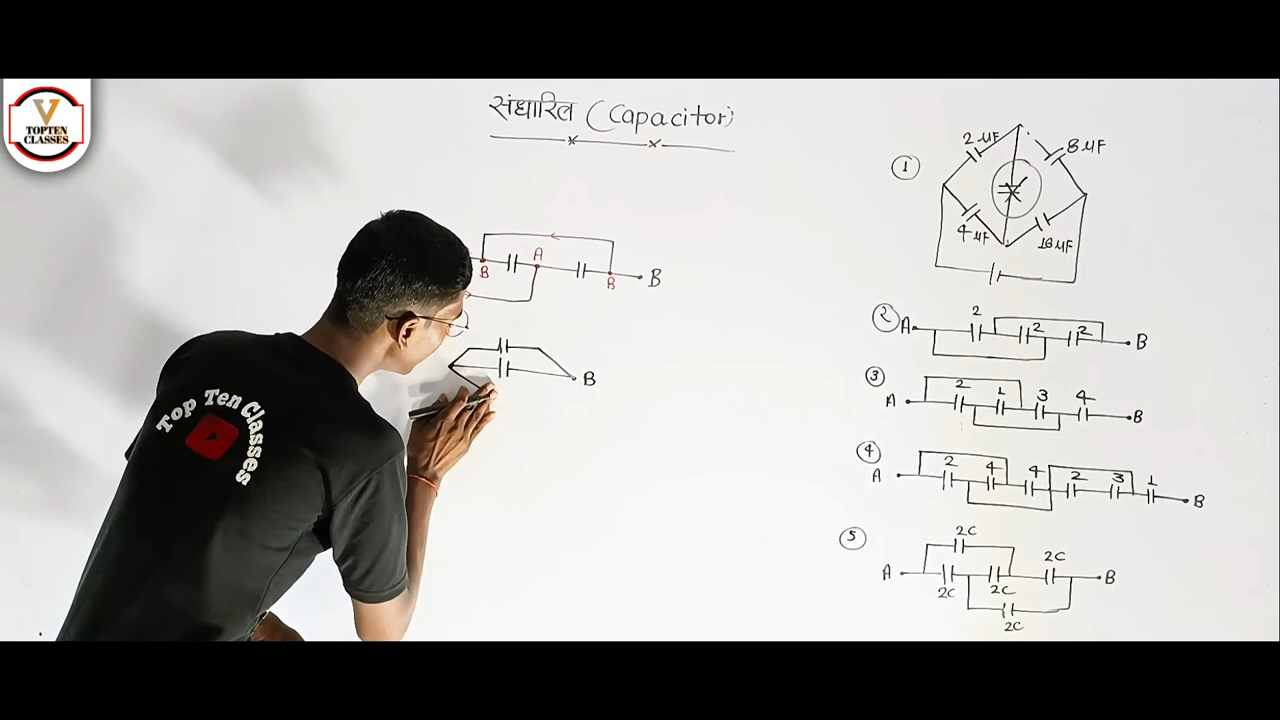 V
TOPTEN
CLASSES
संधारित्र (Capacitor)
Top Ten Classes
B
A
B
B
B
①
2 μF
8 μF
4 μF
16 μF
②
A
2
2
2
B
③
A
2
1
3
4
B
④
A
2
4
4
2
3
1
B
⑤
A
2C
2C
2C
2C
2C
B